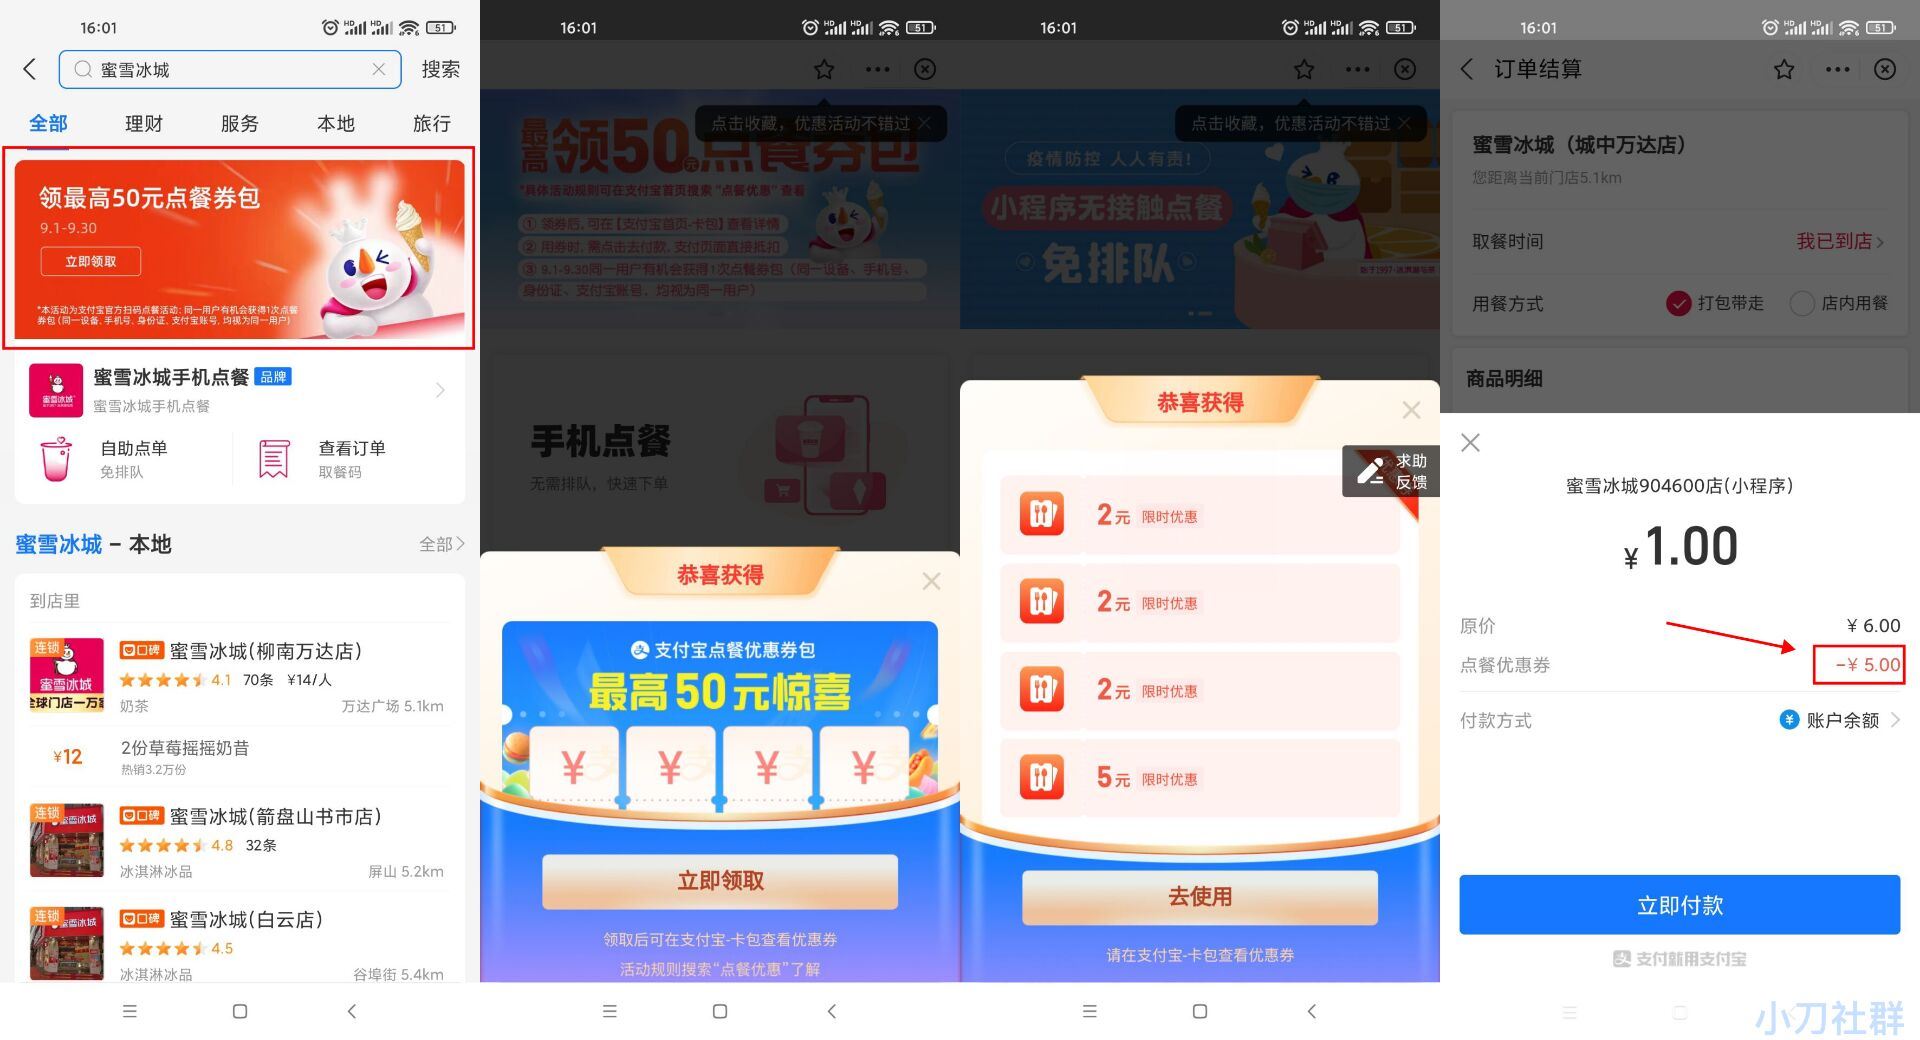 16:01
51
蜜雪冰城
搜索
全部
理财
服务
本地
旅行
领最高50元点餐券包
9.1-9.30
立即领取
*本活动为支付宝官方扫码点餐活动; 同一用户有机会获得1次点餐
券包(同一设备、手机号、身份证、支付宝账号, 均视为同一用户)
蜜雪冰城手机点餐 品牌
蜜雪冰城手机点餐
自助点单
免排队
查看订单
取餐码
蜜雪冰城 - 本地
全部
到店里
连锁
蜜雪冰城
全球门店一万家
口碑 蜜雪冰城(柳南万达店)
4.1 70条 ¥14/人
奶茶
万达广场 5.1km
¥12
2份草莓摇摇奶昔
热销3.2万份
连锁
口碑 蜜雪冰城(箭盘山书市店)
4.8 32条
冰淇淋冰品
屏山 5.2km
连锁
口碑 蜜雪冰城(白云店)
4.5
冰淇淋冰品
谷埠街 5.4km
16:01
51
点击收藏，优惠活动不错过
最高领50元点餐券包
*具体活动规则可在支付宝首页搜索“点餐优惠”查看
① 领券后, 可在【支付宝首页-卡包】查看详情
② 用券时, 需点击去付款, 支付页面直接抵扣
③ 9.1-9.30同一用户有机会获得1次点餐券包（同一设备、手机号、
身份证、支付宝账号、均视为同一用户）
手机点餐
无需排队，快速下单
恭喜获得
支付宝点餐优惠券包
最高50元惊喜
¥
¥
¥
¥
立即领取
领取后可在支付宝-卡包查看优惠券
活动规则搜索“点餐优惠”了解
16:01
51
点击收藏，优惠活动不错过
疫情防控 人人有责!
小程序无接触点餐
免排队
恭喜获得
求助
反馈
2元 限时优惠
2元 限时优惠
2元 限时优惠
5元 限时优惠
去使用
请在支付宝-卡包查看优惠券
16:01
51
订单结算
蜜雪冰城（城中万达店）
您距离当前门店5.1km
取餐时间
我已到店
用餐方式
打包带走
店内用餐
商品明细
蜜雪冰城904600店(小程序)
¥1.00
原价
¥ 6.00
点餐优惠券
-¥ 5.00
付款方式
账户余额
立即付款
支付就用支付宝
小刀社群